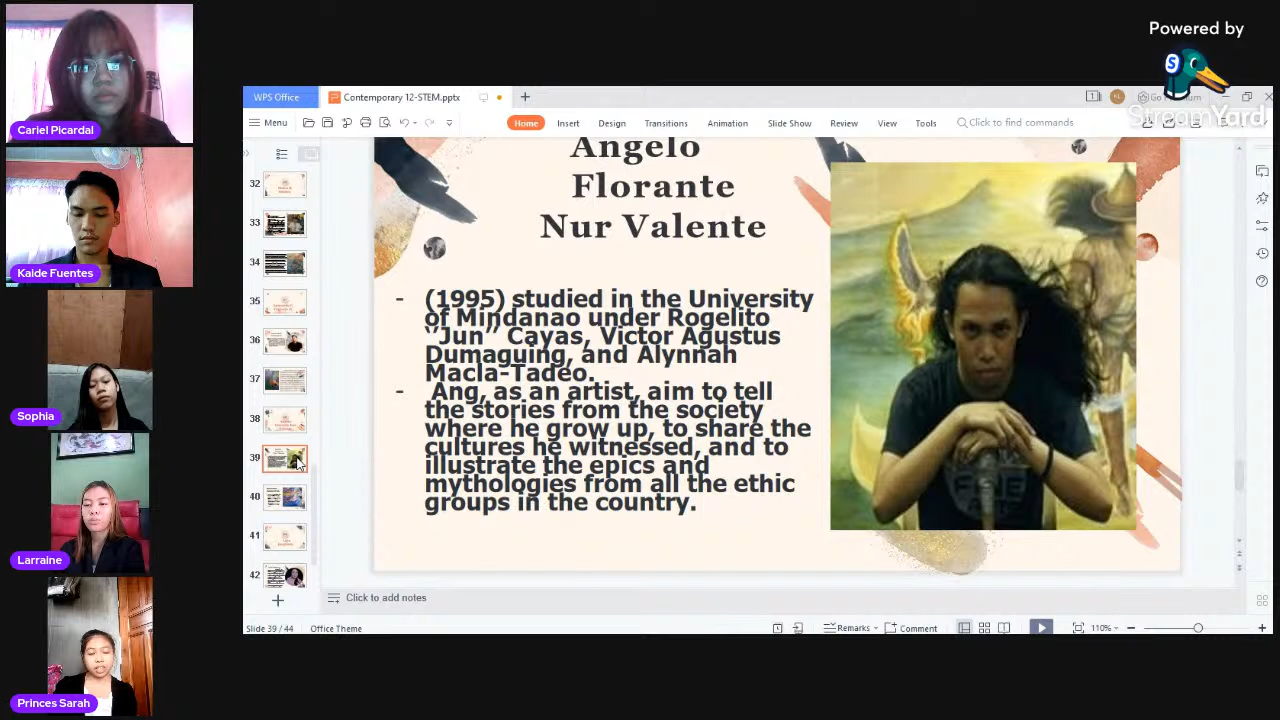 Powered by
S
StreamYard
Cariel Picardal
Kaide Fuentes
Sophia
Larraine
Princes Sarah
WPS Office
Contemporary 12-STEM.pptx
1
Menu
Home
Insert
Design
Transitions
Animation
Slide Show
Review
View
Tools
Click to find commands
32
33
34
35
36
37
38
39
40
41
42
Angelo
Florante
Nur Valente
- (1995) studied in the University
of Mindanao under Rogelito
“Jun” Cayas, Victor Agustus
Dumaguing, and Alynnah
Macla-Tadeo.
- Ang, as an artist, aim to tell
the stories from the society
where he grow up, to share the
cultures he witnessed, and to
illustrate the epics and
mythologies from all the ethic
groups in the country.
Click to add notes
Slide 39 / 44
Office Theme
Remarks
Comment
110%